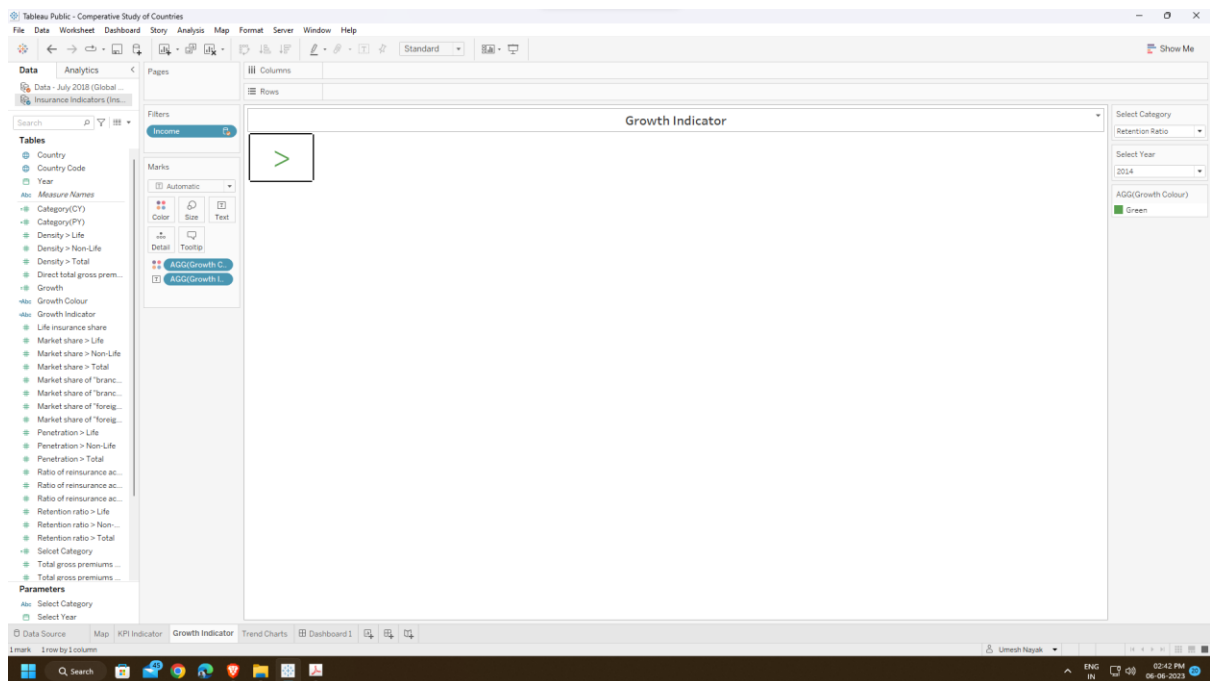 Tableau Public - Comperative Study of Countries
File Data Worksheet Dashboard Story Analysis Map Format Server Window Help
Standard
Show Me
Data Analytics
Data - July 2018 (Global ...
Insurance Indicators (Ins...
Search
Tables
Country
Country Code
Year
Abc Measure Names
Category(CY)
Category(PY)
Density > Life
Density > Non-Life
Density > Total
Direct total gross prem...
Growth
Abc Growth Colour
Abc Growth Indicator
Life insurance share
Market share > Life
Market share > Non-Life
Market share > Total
Market share of "branc...
Market share of "branc...
Market share of "foreig...
Market share of "foreig...
Penetration > Life
Penetration > Non-Life
Penetration > Total
Ratio of reinsurance ac...
Ratio of reinsurance ac...
Ratio of reinsurance ac...
Retention ratio > Life
Retention ratio > Non-...
Retention ratio > Total
Selcet Category
Total gross premiums ...
Total gross premiums ...
Parameters
Abc Select Category
Select Year
Pages
Filters
Income
Marks
Automatic
Color Size Text
Detail Tooltip
AGG(Growth C..
AGG(Growth I..
Columns
Rows
Growth Indicator
>
Select Category
Retention Ratio
Select Year
2014
AGG(Growth Colour)
Green
Data Source Map KPI Indicator Growth Indicator Trend Charts Dashboard 1
1 mark 1 row by 1 column
Umesh Nayak
Search
45
ENG
IN
02:42 PM
06-06-2023
20